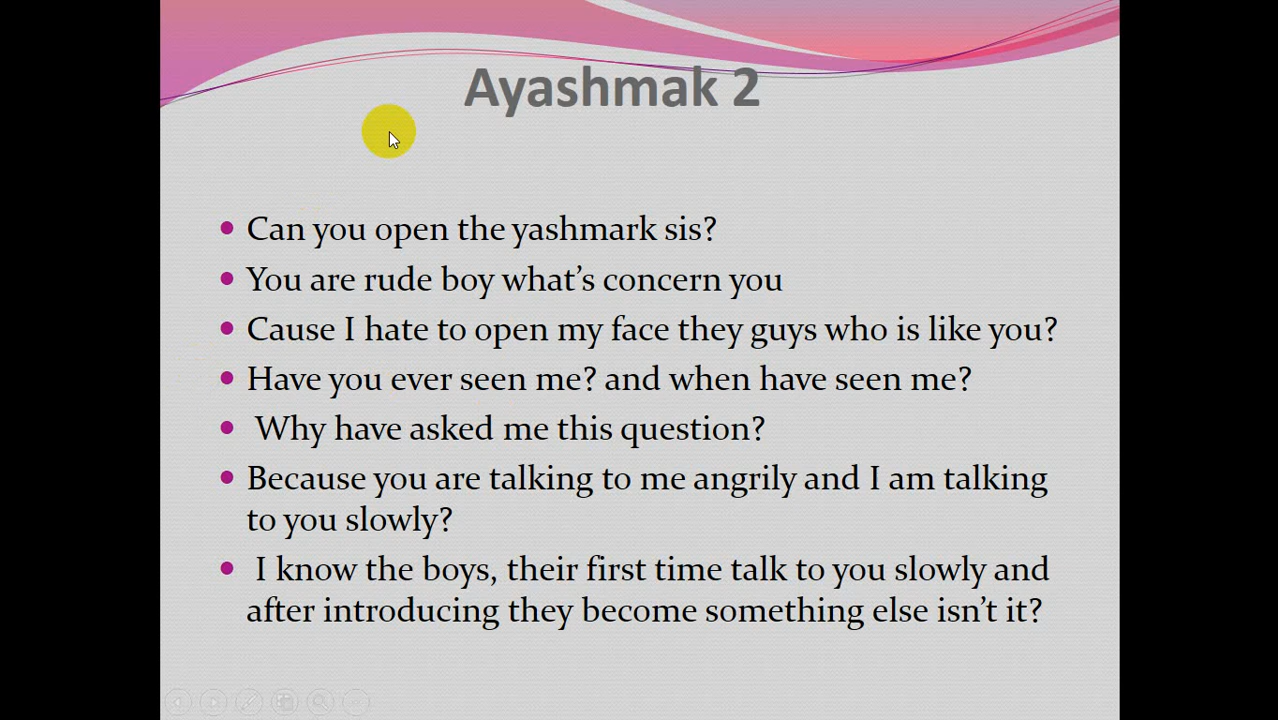 Ayashmak 2
Can you open the yashmark sis?
You are rude boy what's concern you
Cause I hate to open my face they guys who is like you?
Have you ever seen me? and when have seen me?
Why have asked me this question?
Because you are talking to me angrily and I am talking
to you slowly?
I know the boys, their first time talk to you slowly and
after introducing they become something else isn't it?